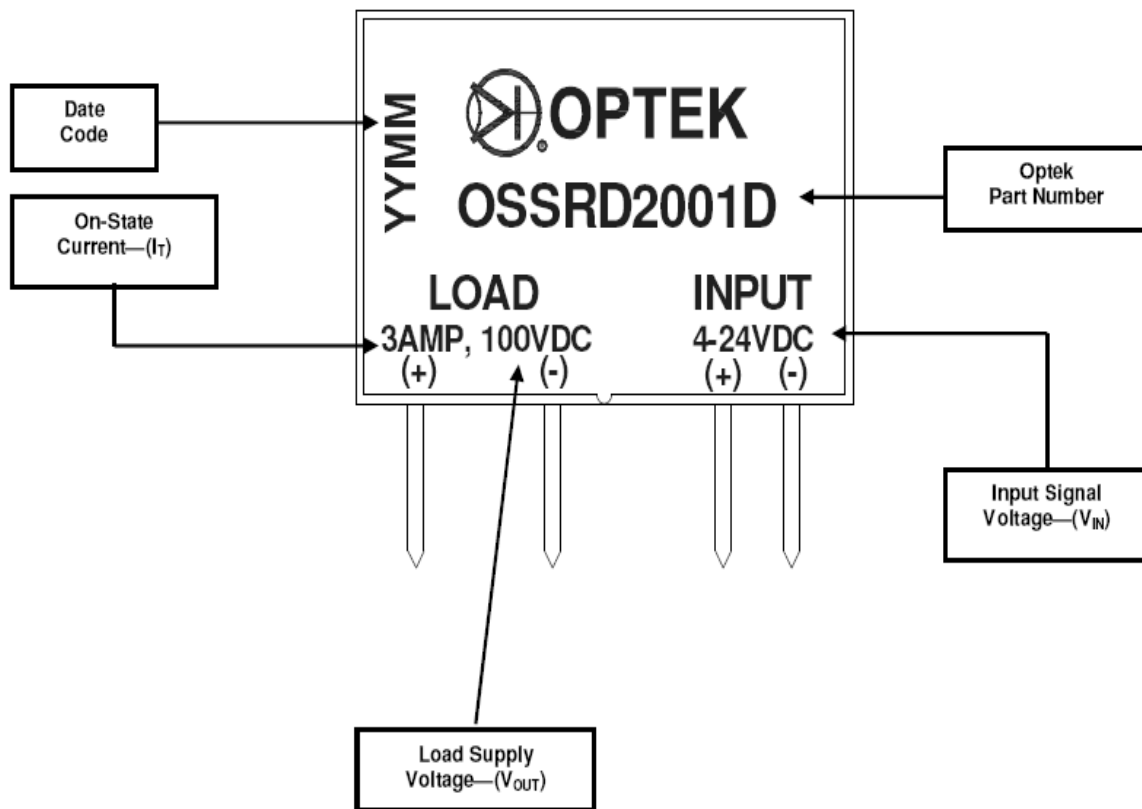 Date
Code
YYMM
OPTEK
®
OSSRD2001D
Optek
Part Number
On-State
Current—(IT)
LOAD
INPUT
3AMP, 100VDC
4-24VDC
(+) (-)
(+) (-)
Input Signal
Voltage—(VIN)
Load Supply
Voltage—(VOUT)